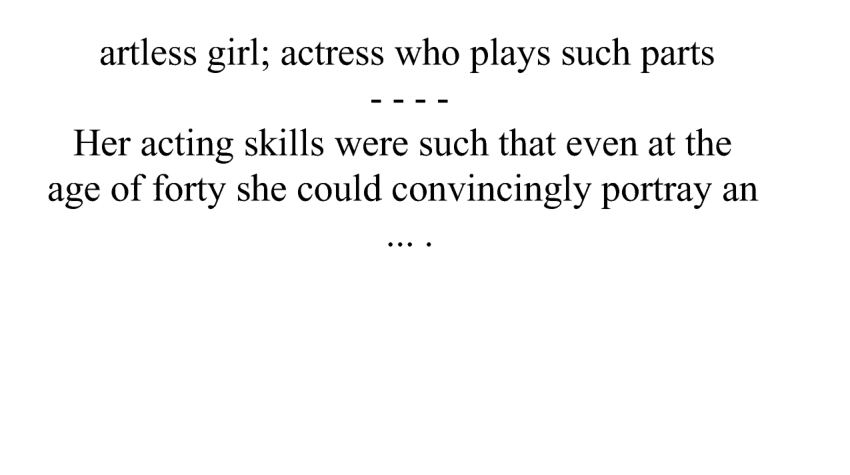 artless girl; actress who plays such parts
- - - -
Her acting skills were such that even at the
age of forty she could convincingly portray an
... .